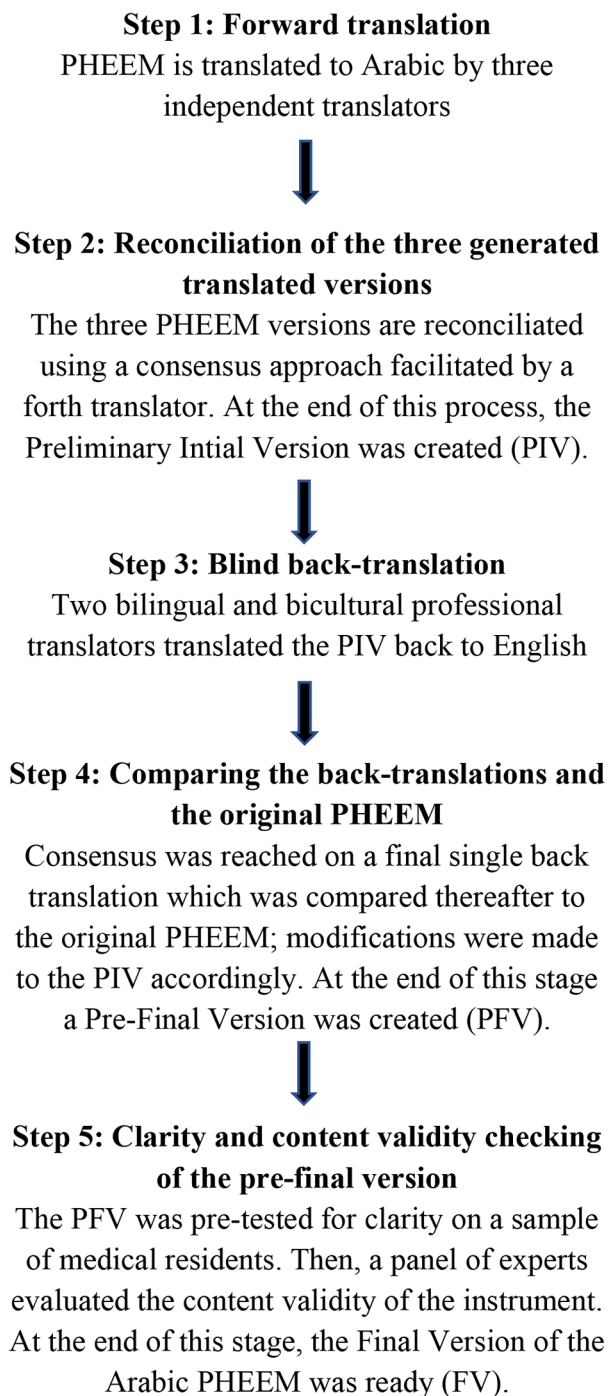 Step 1: Forward translation
PHEEM is translated to Arabic by three
independent translators
Step 2: Reconciliation of the three generated
translated versions
The three PHEEM versions are reconciliated
using a consensus approach facilitated by a
forth translator. At the end of this process, the
Preliminary Intial Version was created (PIV).
Step 3: Blind back-translation
Two bilingual and bicultural professional
translators translated the PIV back to English
Step 4: Comparing the back-translations and
the original PHEEM
Consensus was reached on a final single back
translation which was compared thereafter to
the original PHEEM; modifications were made
to the PIV accordingly. At the end of this stage
a Pre-Final Version was created (PFV).
Step 5: Clarity and content validity checking
of the pre-final version
The PFV was pre-tested for clarity on a sample
of medical residents. Then, a panel of experts
evaluated the content validity of the instrument.
At the end of this stage, the Final Version of the
Arabic PHEEM was ready (FV).